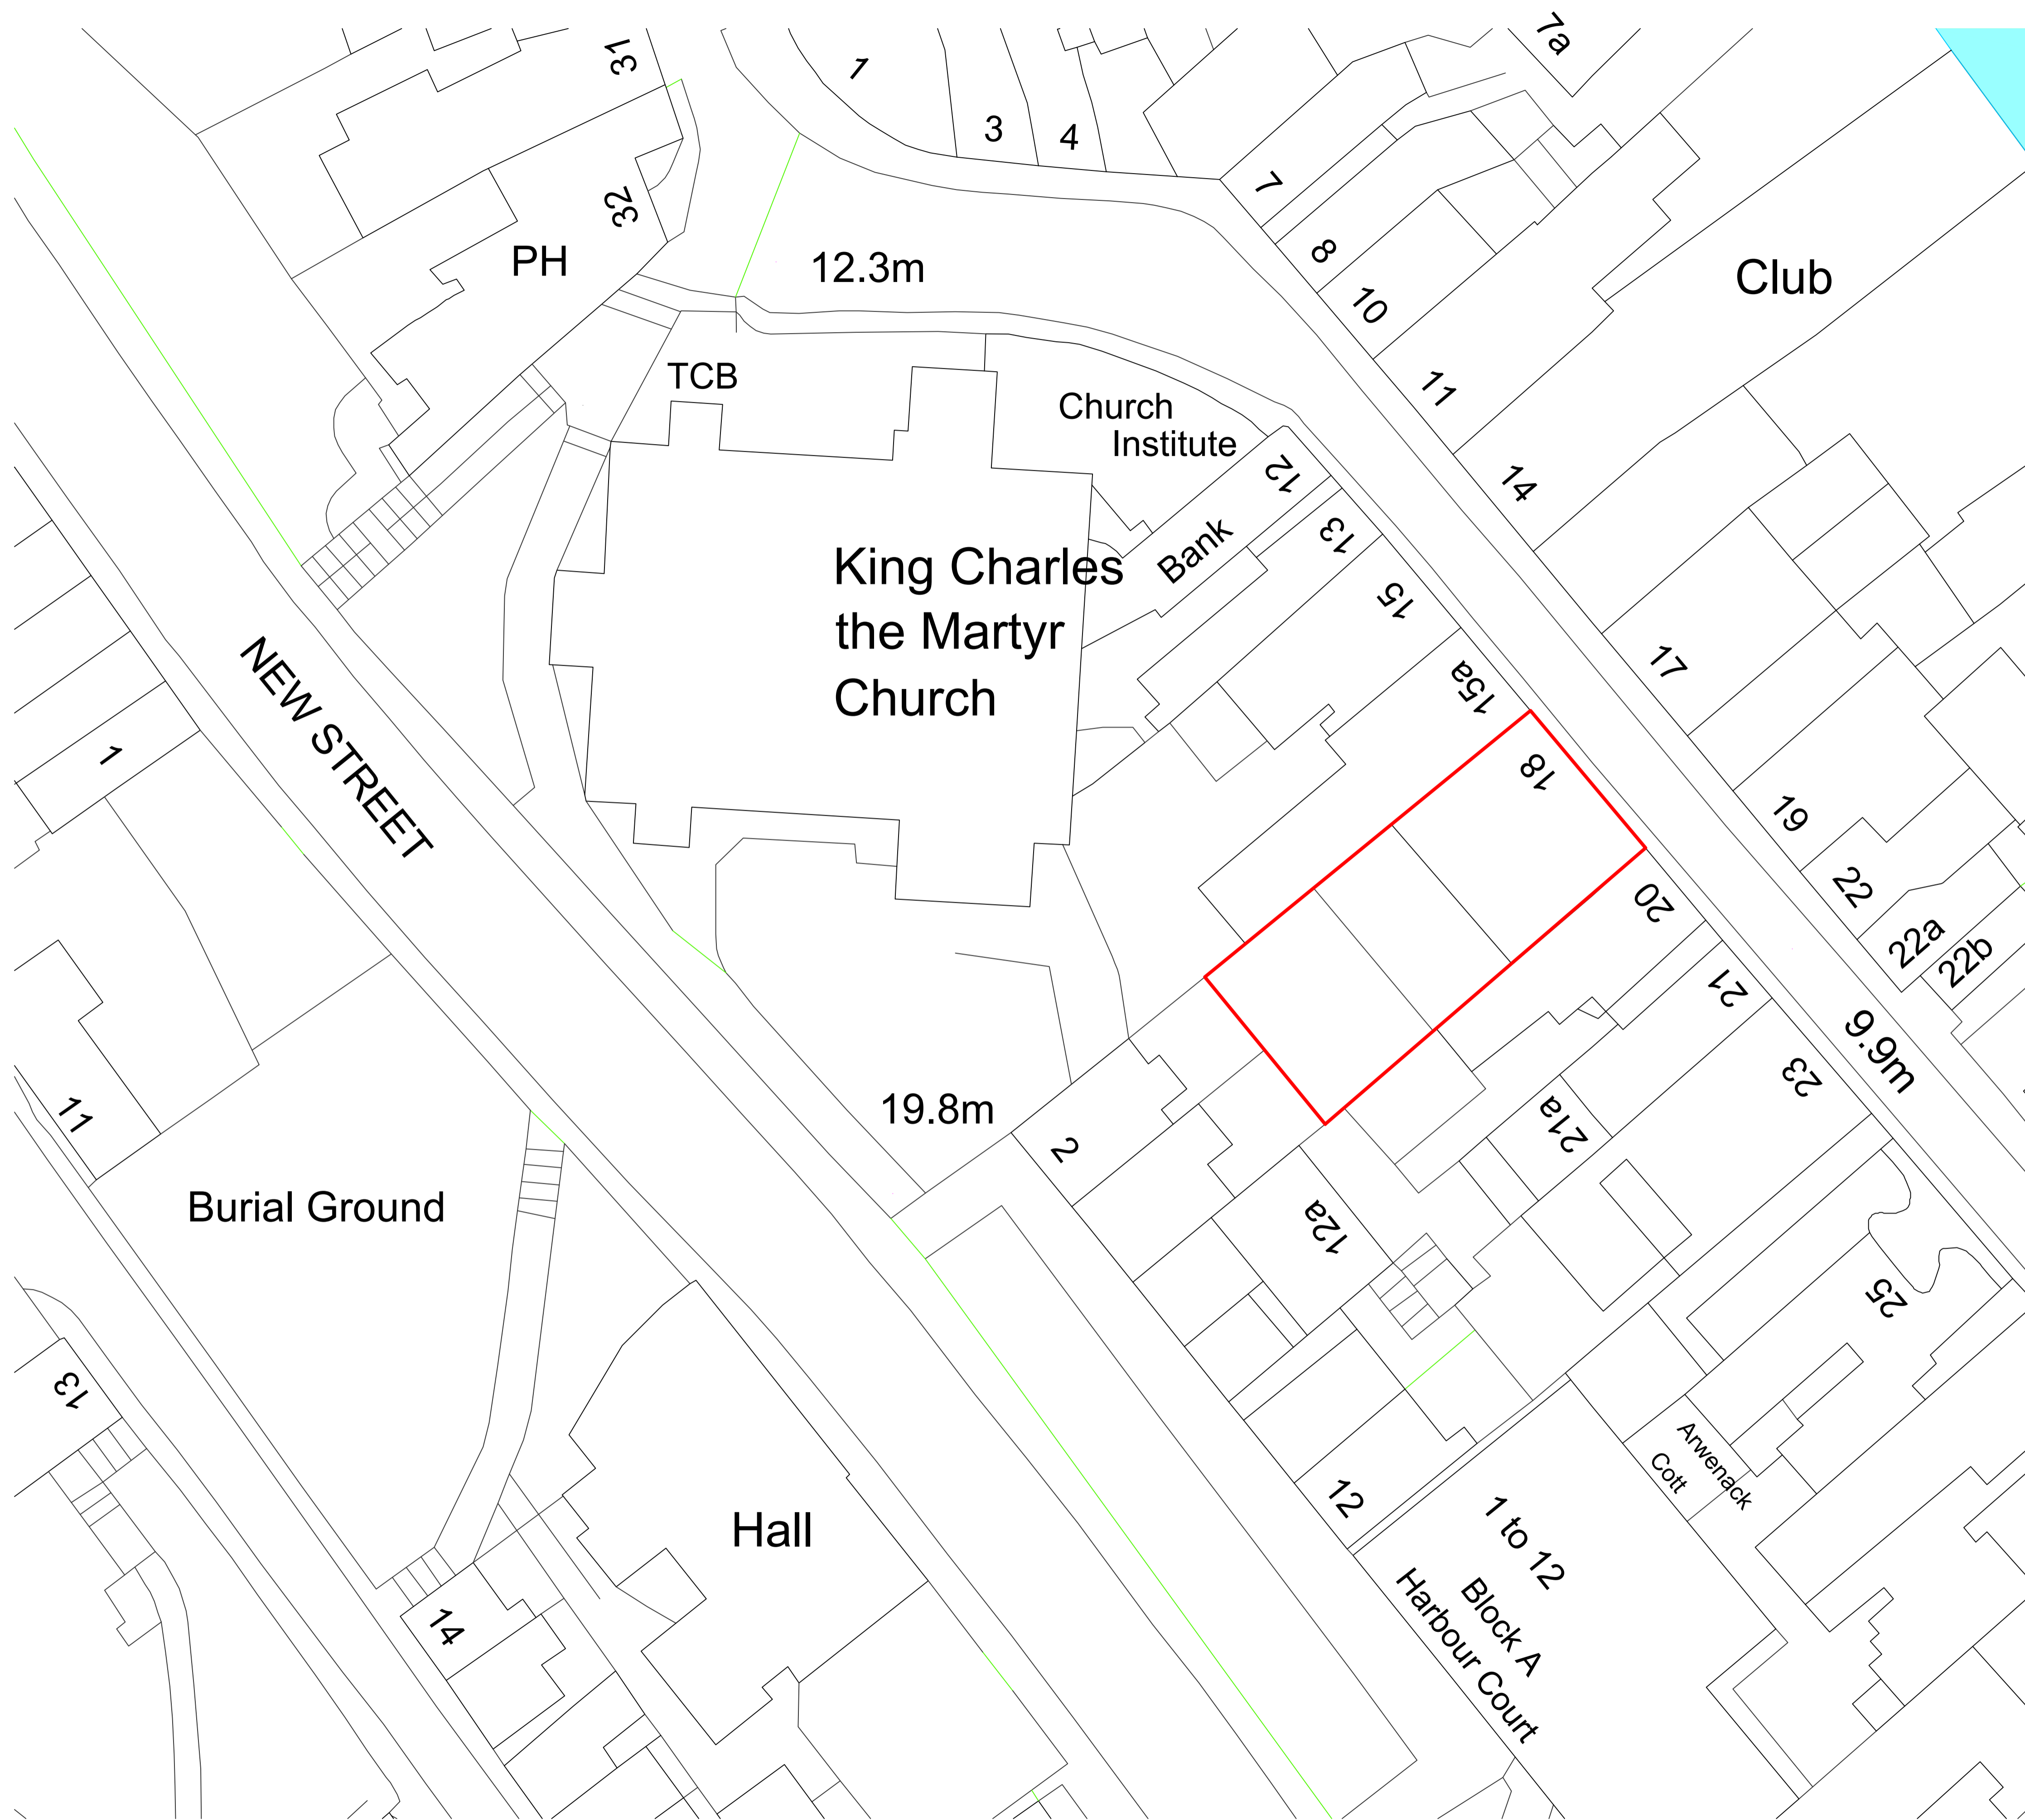 31
1
3
4
7a
7
32
PH
12.3m
8
10
Club
11
TCB
Church
Institute
14
12
Bank
13
King Charles
the Martyr
Church
15
17
15a
NEW STREET
1
18
19
20
22
22a
22b
21
9.9m
23
11
19.8m
2
21a
Burial Ground
12a
25
13
Arwenack
Cott
12
1 to 12
Block A
Harbour Court
Hall
14